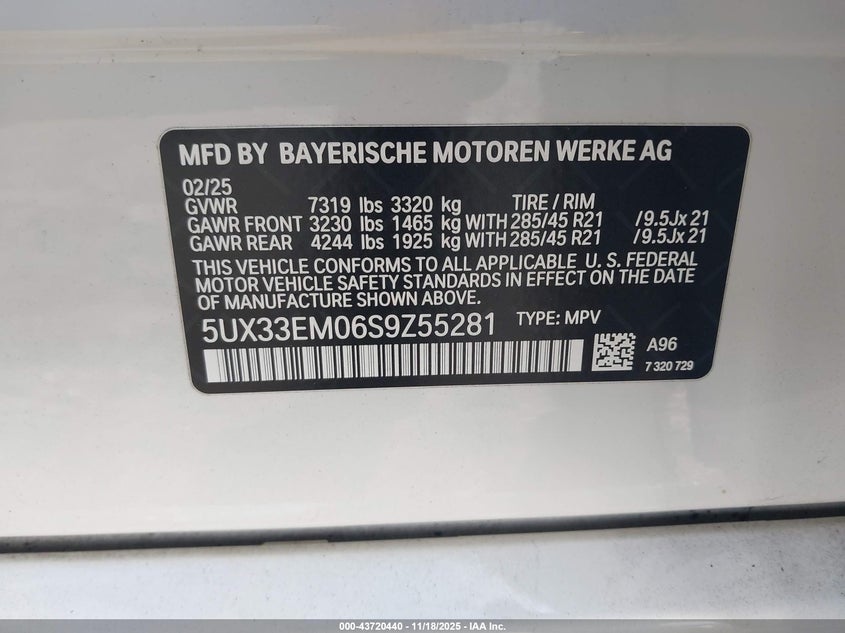 MFD BY BAYERISCHE MOTOREN WERKE AG
02/25
GVWR 7319 lbs 3320 kg TIRE / RIM
GAWR FRONT 3230 lbs 1465 kg WITH 285/45 R21 /9.5Jx21
GAWR REAR 4244 lbs 1925 kg WITH 285/45 R21 /9.5Jx21
THIS VEHICLE CONFORMS TO ALL APPLICABLE U. S. FEDERAL
MOTOR VEHICLE SAFETY STANDARDS IN EFFECT ON THE DATE
OF MANUFACTURE SHOWN ABOVE.
5UX33EM06S9Z55281 TYPE: MPV
A96
7 320 729
000-43720440 - 11/18/2025 - IAA Inc.